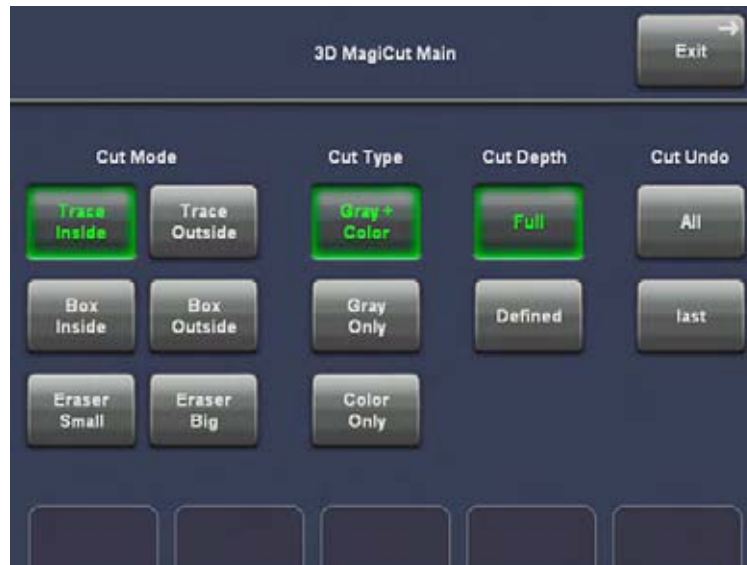 3D MagiCut Main
Exit
Cut Mode
Cut Type
Cut Depth
Cut Undo
Trace
Inside
Trace
Outside
Gray +
Color
Full
All
Box
Inside
Box
Outside
Gray
Only
Defined
last
Eraser
Small
Eraser
Big
Color
Only